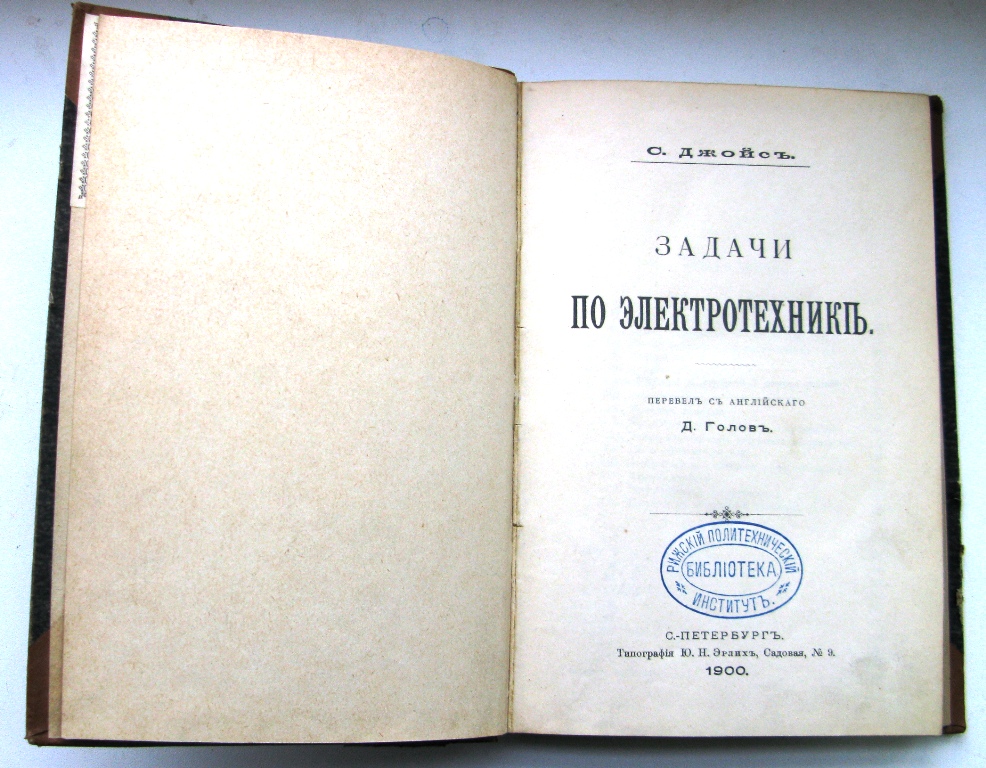 С. Джойсъ.
ЗАДАЧИ
ПО ЭЛЕКТРОТЕХНИКѢ.
ПЕРЕВЕЛЪ СЪ АНГЛІЙСКАГО
Д. Головъ.
РИЖСКІЙ ПОЛИТЕХНИЧЕСКІЙ
БИБЛІОТЕКА
ИНСТИТУТЪ.
С.-ПЕТЕРБУРГЪ.
Типографія Ю. Н. Эрлихъ, Садовая, № 9.
1900.